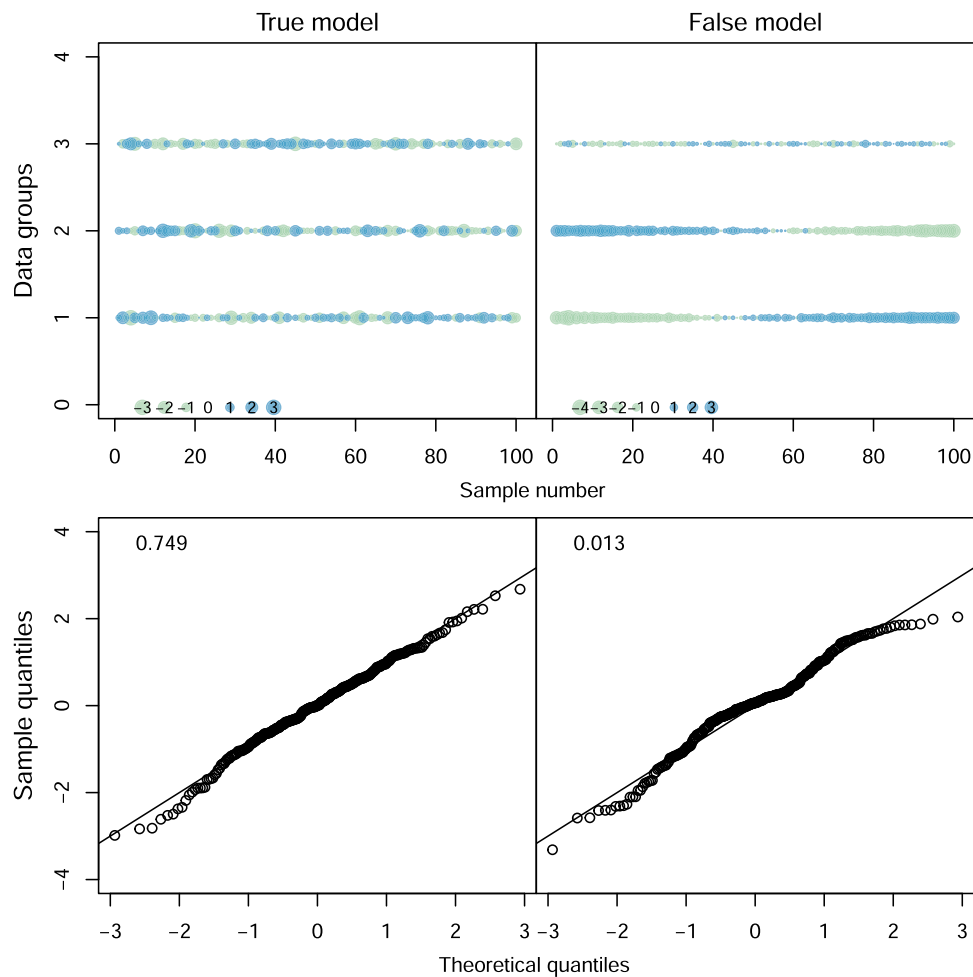 True model False model
Data groups
4
3
2
1
0
−3 −2 −1 0 1 2 3
−4 −3 −2 −1 0 1 2 3
0 20 40 60 80 100 0 20 40 60 80 100
Sample number
0.749 0.013
Sample quantiles
4
2
0
−2
−4
−3 −2 −1 0 1 2 3 −3 −2 −1 0 1 2 3
Theoretical quantiles